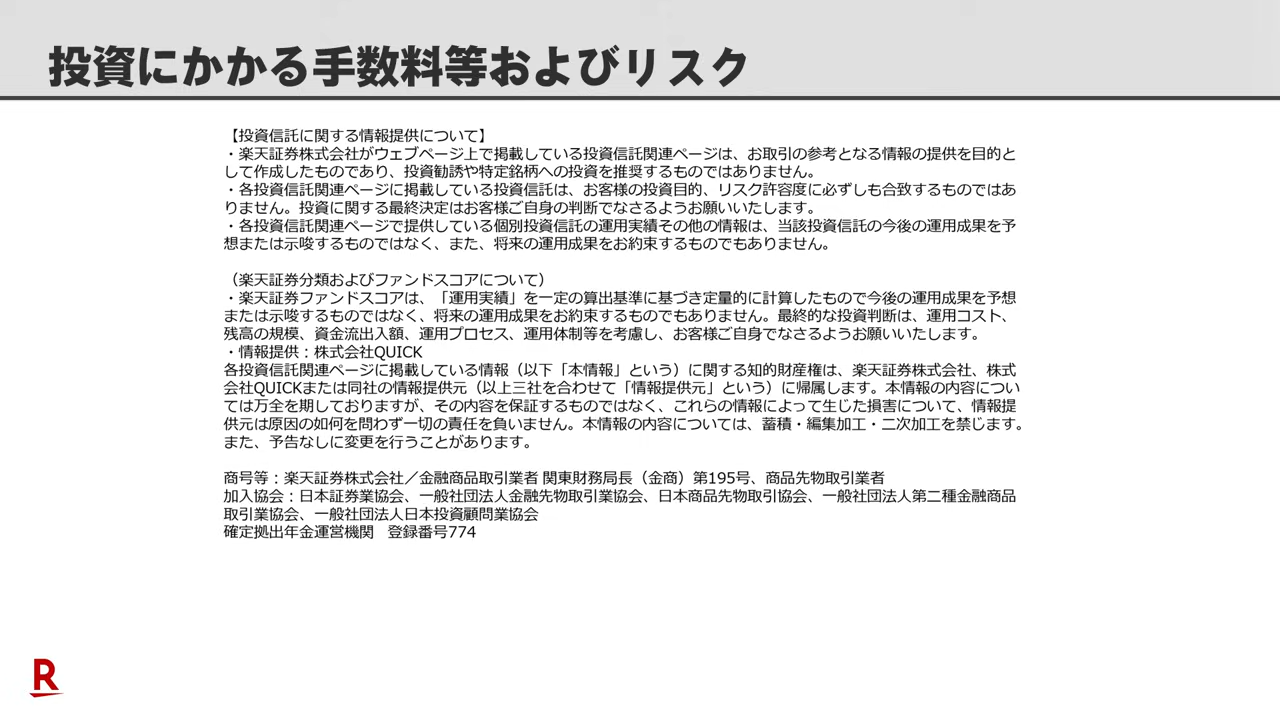 投資にかかる手数料等およびリスク
【投資信託に関する情報提供について】
・楽天証券株式会社がウェブページ上で掲載している投資信託関連ページは、お取引の参考となる情報の提供を目的と
して作成したものであり、投資勧誘や特定銘柄への投資を推奨するものではありません。
・各投資信託関連ページに掲載している投資信託は、お客様の投資目的、リスク許容度に必ずしも合致するものではあ
りません。投資に関する最終決定はお客様ご自身の判断でなさるようお願いいたします。
・各投資信託関連ページで提供している個別投資信託の運用実績その他の情報は、当該投資信託の今後の運用成果を予
想または示唆するものではなく、また、将来の運用成果をお約束するものでもありません。
（楽天証券分類およびファンドスコアについて）
・楽天証券ファンドスコアは、「運用実績」を一定の算出基準に基づき定量的に計算したもので今後の運用成果を予想
または示唆するものではなく、将来の運用成果をお約束するものでもありません。最終的な投資判断は、運用コスト、
残高の規模、資金流出入額、運用プロセス、運用体制等を考慮し、お客様ご自身でなさるようお願いいたします。
・情報提供：株式会社QUICK
各投資信託関連ページに掲載している情報（以下「本情報」という）に関する知的財産権は、楽天証券株式会社、株式
会社QUICKまたは同社の情報提供元（以上三社を合わせて「情報提供元」という）に帰属します。本情報の内容につい
ては万全を期しておりますが、その内容を保証するものではなく、これらの情報によって生じた損害について、情報提
供元は原因の如何を問わず一切の責任を負いません。本情報の内容については、蓄積・編集加工・二次加工を禁じます。
また、予告なしに変更を行うことがあります。
商号等：楽天証券株式会社／金融商品取引業者 関東財務局長（金商）第195号、商品先物取引業者
加入協会：日本証券業協会、一般社団法人金融先物取引業協会、日本商品先物取引協会、一般社団法人第二種金融商品
取引業協会、一般社団法人日本投資顧問業協会
確定拠出年金運営機関　登録番号774
R